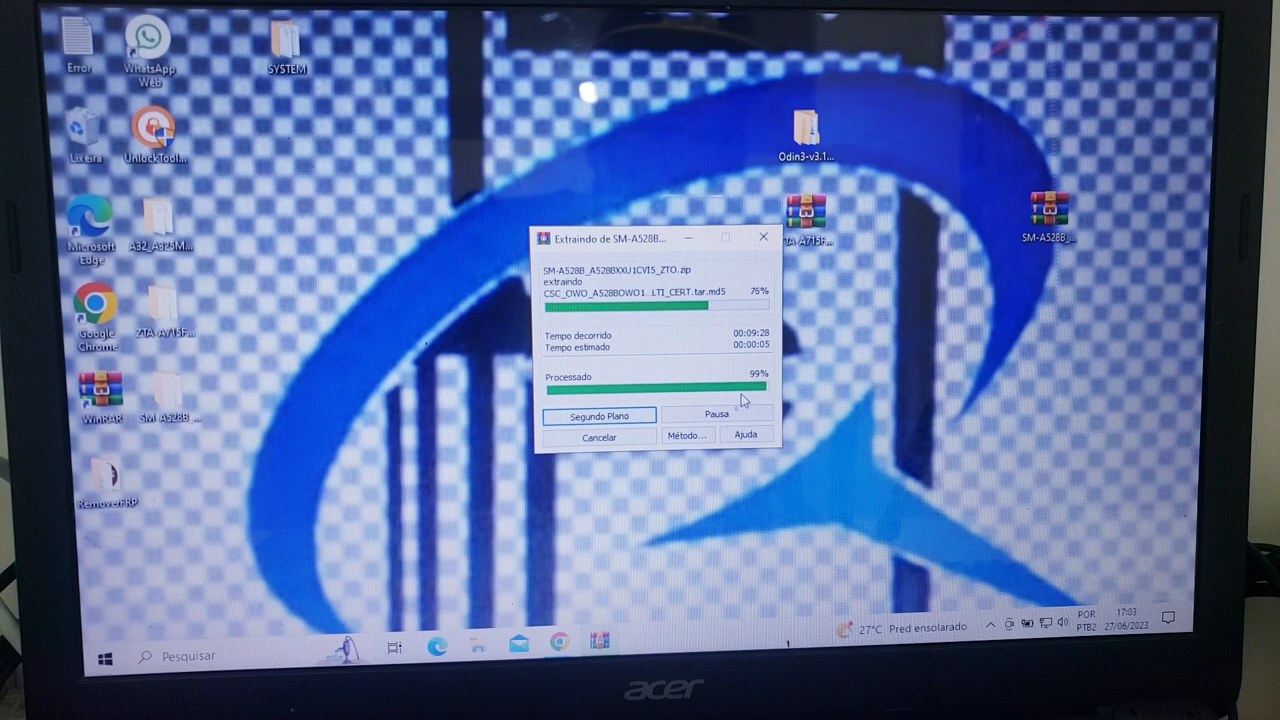 Error
WhatsApp
Web
SYSTEM
Lixeira
UnlockTool...
Odin3-v3.1...
Microsoft
Edge
A32_A325M...
ZTA-A715F...
SM-A528B_...
Google
Chrome
ZTA-A715F...
WinRAR
SM-A528B_...
RemoverFRP
Extraindo de SM-A528B...
SM-A528B_A528BXXU1CVI5_ZTO.zip
extraindo
CSC_OWO_A528BOWO1...LTI_CERT.tar.md5 75%
Tempo decorrido 00:09:28
Tempo estimado 00:00:05
Processado 99%
Segundo Plano Pausa
Cancelar Método... Ajuda
Pesquisar
27°C Pred ensolarado
POR
PTB2
17:03
27/06/2023
acer